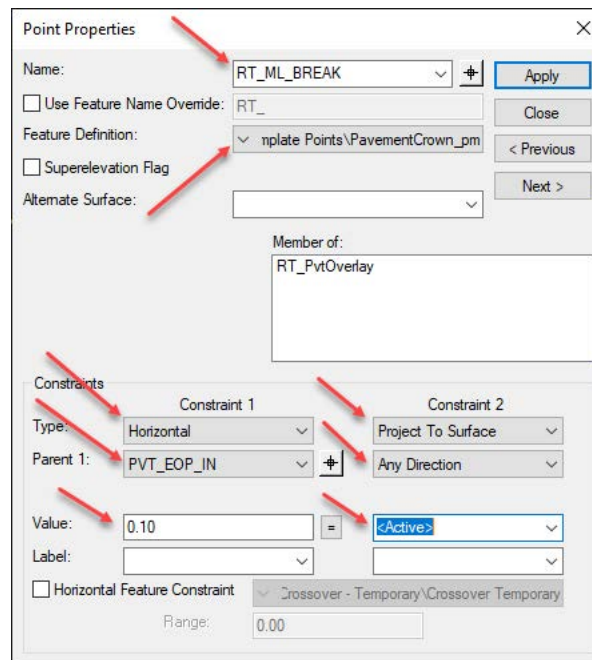 Point Properties
Name: RT_ML_BREAK Apply
Use Feature Name Override: RT_ Close
Feature Definition: nplate Points\PavementCrown_pm < Previous
Superelevation Flag
Next >
Alternate Surface:
Member of:
RT_PvtOverlay
Constraints
Constraint 1 Constraint 2
Type: Horizontal Project To Surface
Parent 1: PVT_EOP_IN Any Direction
Value: 0.10 = <Active>
Label:
Horizontal Feature Constraint Crossover - Temporary\Crossover Temporary
Range: 0.00